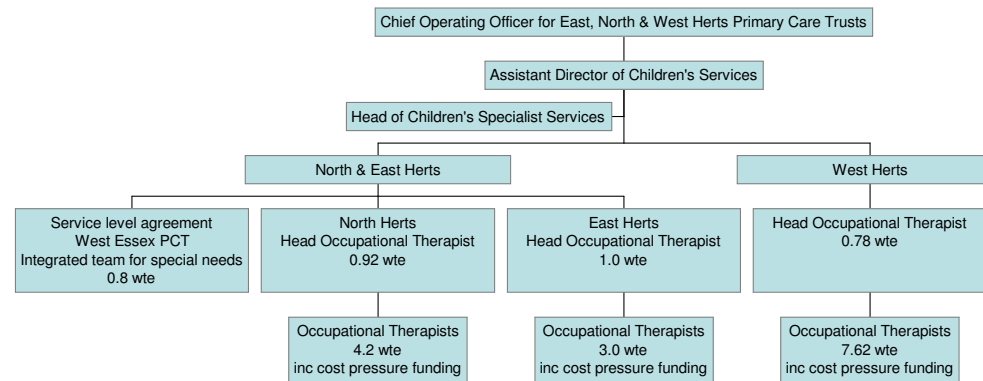 Chief Operating Officer for East, North & West Herts Primary Care Trusts
Assistant Director of Children's Services
Head of Children's Specialist Services
North & East Herts
West Herts
Service level agreement
West Essex PCT
Integrated team for special needs
0.8 wte
North Herts
Head Occupational Therapist
0.92 wte
East Herts
Head Occupational Therapist
1.0 wte
Head Occupational Therapist
0.78 wte
Occupational Therapists
4.2 wte
inc cost pressure funding
Occupational Therapists
3.0 wte
inc cost pressure funding
Occupational Therapists
7.62 wte
inc cost pressure funding